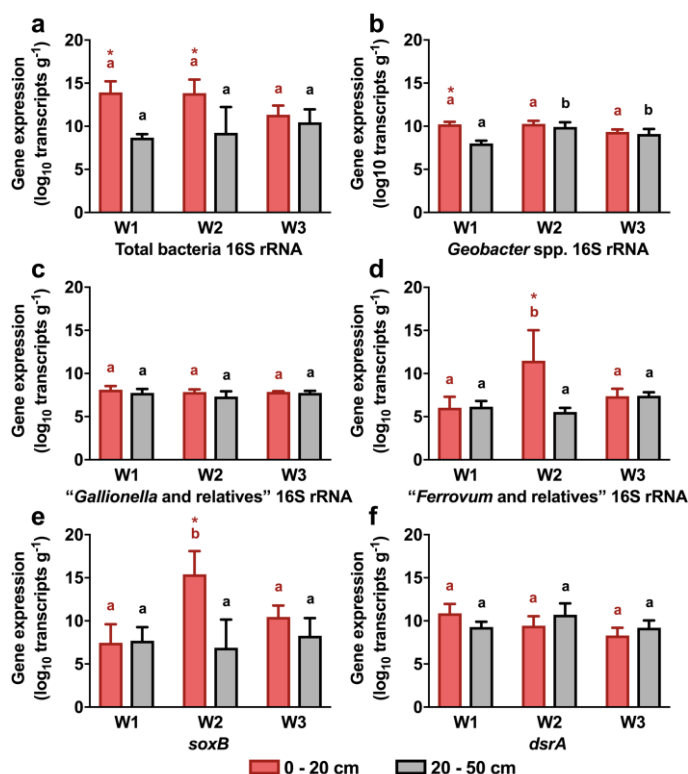 a
Gene expression
(log₁₀ transcripts g⁻¹)
20
15
10
5
0
* a
a
* a
a
a
a
W1 W2 W3
Total bacteria 16S rRNA
b
Gene expression
(log10 transcripts g⁻¹)
20
15
10
5
0
* a
a
a
b
a
b
W1 W2 W3
Geobacter spp. 16S rRNA
c
Gene expression
(log₁₀ transcripts g⁻¹)
20
15
10
5
0
a a a a a a
W1 W2 W3
“Gallionella and relatives” 16S rRNA
d
Gene expression
(log₁₀ transcripts g⁻¹)
20
15
10
5
0
a
a
* b
a
a
a
W1 W2 W3
“Ferrovum and relatives” 16S rRNA
e
Gene expression
(log₁₀ transcripts g⁻¹)
20
15
10
5
0
a
a
* b
a
a
a
W1 W2 W3
soxB
f
Gene expression
(log₁₀ transcripts g⁻¹)
20
15
10
5
0
a a a a a a
W1 W2 W3
dsrA
0 - 20 cm 20 - 50 cm